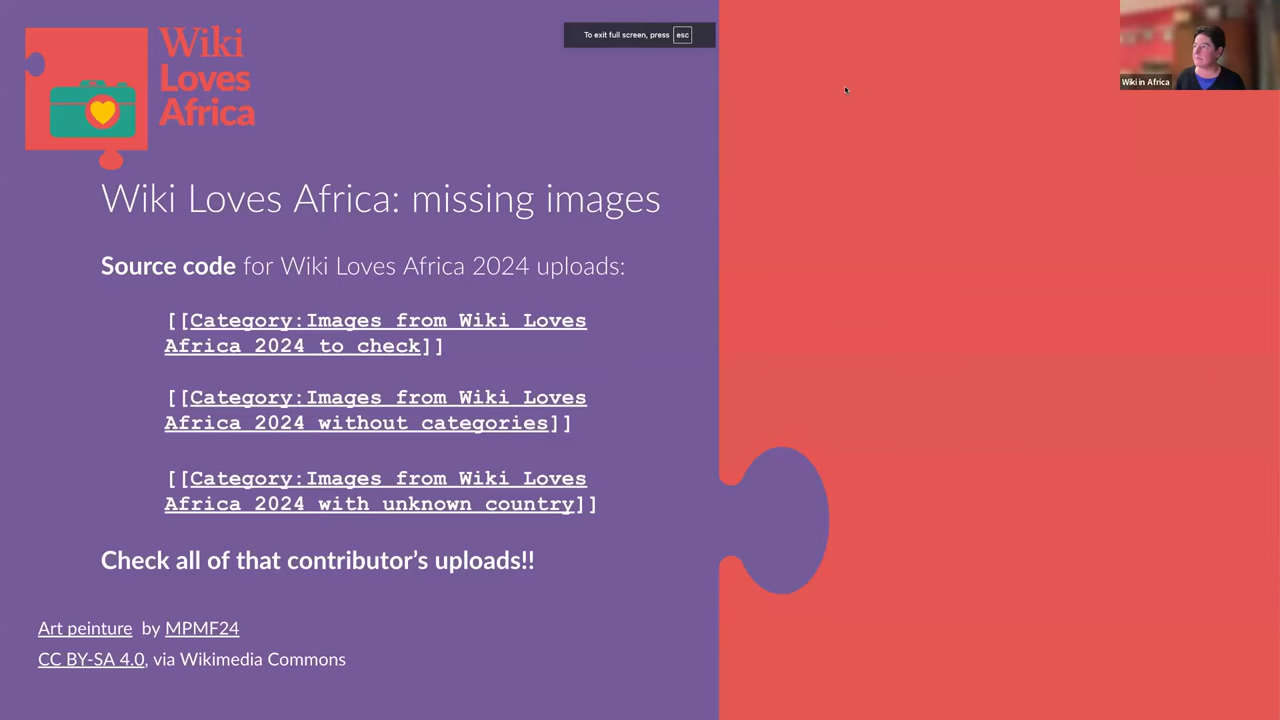 Wiki
Loves
Africa
To exit full screen, press esc
Wiki in Africa
Wiki Loves Africa: missing images
Source code for Wiki Loves Africa 2024 uploads:
[[Category:Images from Wiki Loves
Africa 2024 to check]]
[[Category:Images from Wiki Loves
Africa 2024 without categories]]
[[Category:Images from Wiki Loves
Africa 2024 with unknown country]]
Check all of that contributor’s uploads!!
Art peinture by MPMF24
CC BY-SA 4.0, via Wikimedia Commons